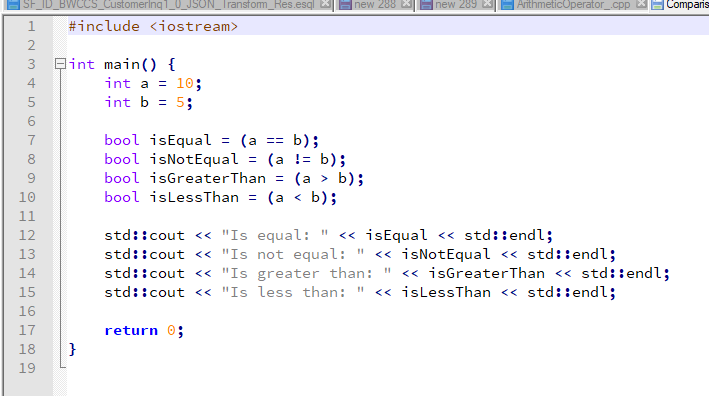 SF_ID_BWCCS_CustomerInq1_0_JSON_Transform_Res.esql new 288 new 289 ArithmeticOperator_.cpp Comparis
1 #include <iostream>
2
3 int main() {
4 int a = 10;
5 int b = 5;
6
7 bool isEqual = (a == b);
8 bool isNotEqual = (a != b);
9 bool isGreaterThan = (a > b);
10 bool isLessThan = (a < b);
11
12 std::cout << "Is equal: " << isEqual << std::endl;
13 std::cout << "Is not equal: " << isNotEqual << std::endl;
14 std::cout << "Is greater than: " << isGreaterThan << std::endl;
15 std::cout << "Is less than: " << isLessThan << std::endl;
16
17 return 0;
18 }
19